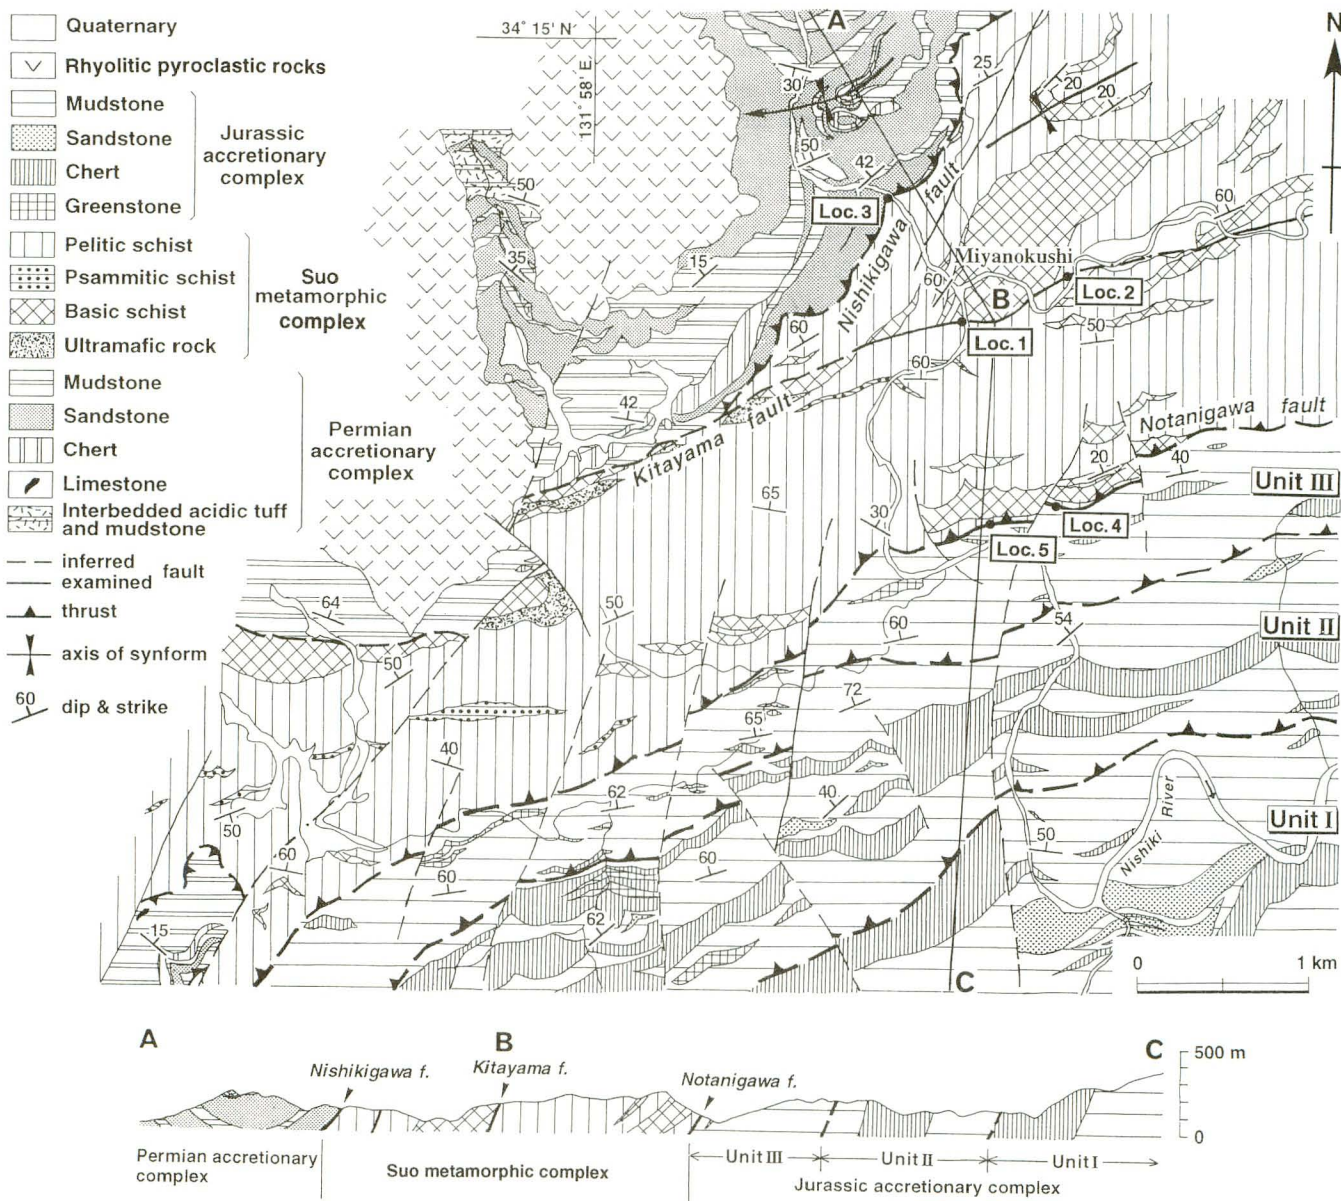 Quaternary
Rhyolitic pyroclastic rocks
Mudstone
Sandstone
Chert
Greenstone
Jurassic
accretionary
complex
Pelitic schist
Psammitic schist
Basic schist
Ultramafic rock
Suo
metamorphic
complex
Mudstone
Sandstone
Chert
Limestone
Interbedded acidic tuff
and mudstone
Permian
accretionary
complex
inferred
examined
fault
thrust
axis of synform
60
dip & strike
34° 15' N
131° 58' E.
A
N
30
25
20
20
50
42
50
Loc. 3
Nishikigawa fault
60
35
15
Miyanokushi
60
B
Loc. 2
50
60
Loc. 1
60
42
Kitayama fault
Notanigawa fault
20
40
65
Unit III
30
Loc. 4
Loc. 5
64
50
60
54
Unit II
50
72
65
40
62
40
River
Nishiki
Unit I
50
60
60
60
50
62
15
0
1 km
C
A
B
C
500 m
0
Nishikigawa f.
Kitayama f.
Notanigawa f.
Permian accretionary
complex
Suo metamorphic complex
Unit III
Unit II
Unit I
Jurassic accretionary complex